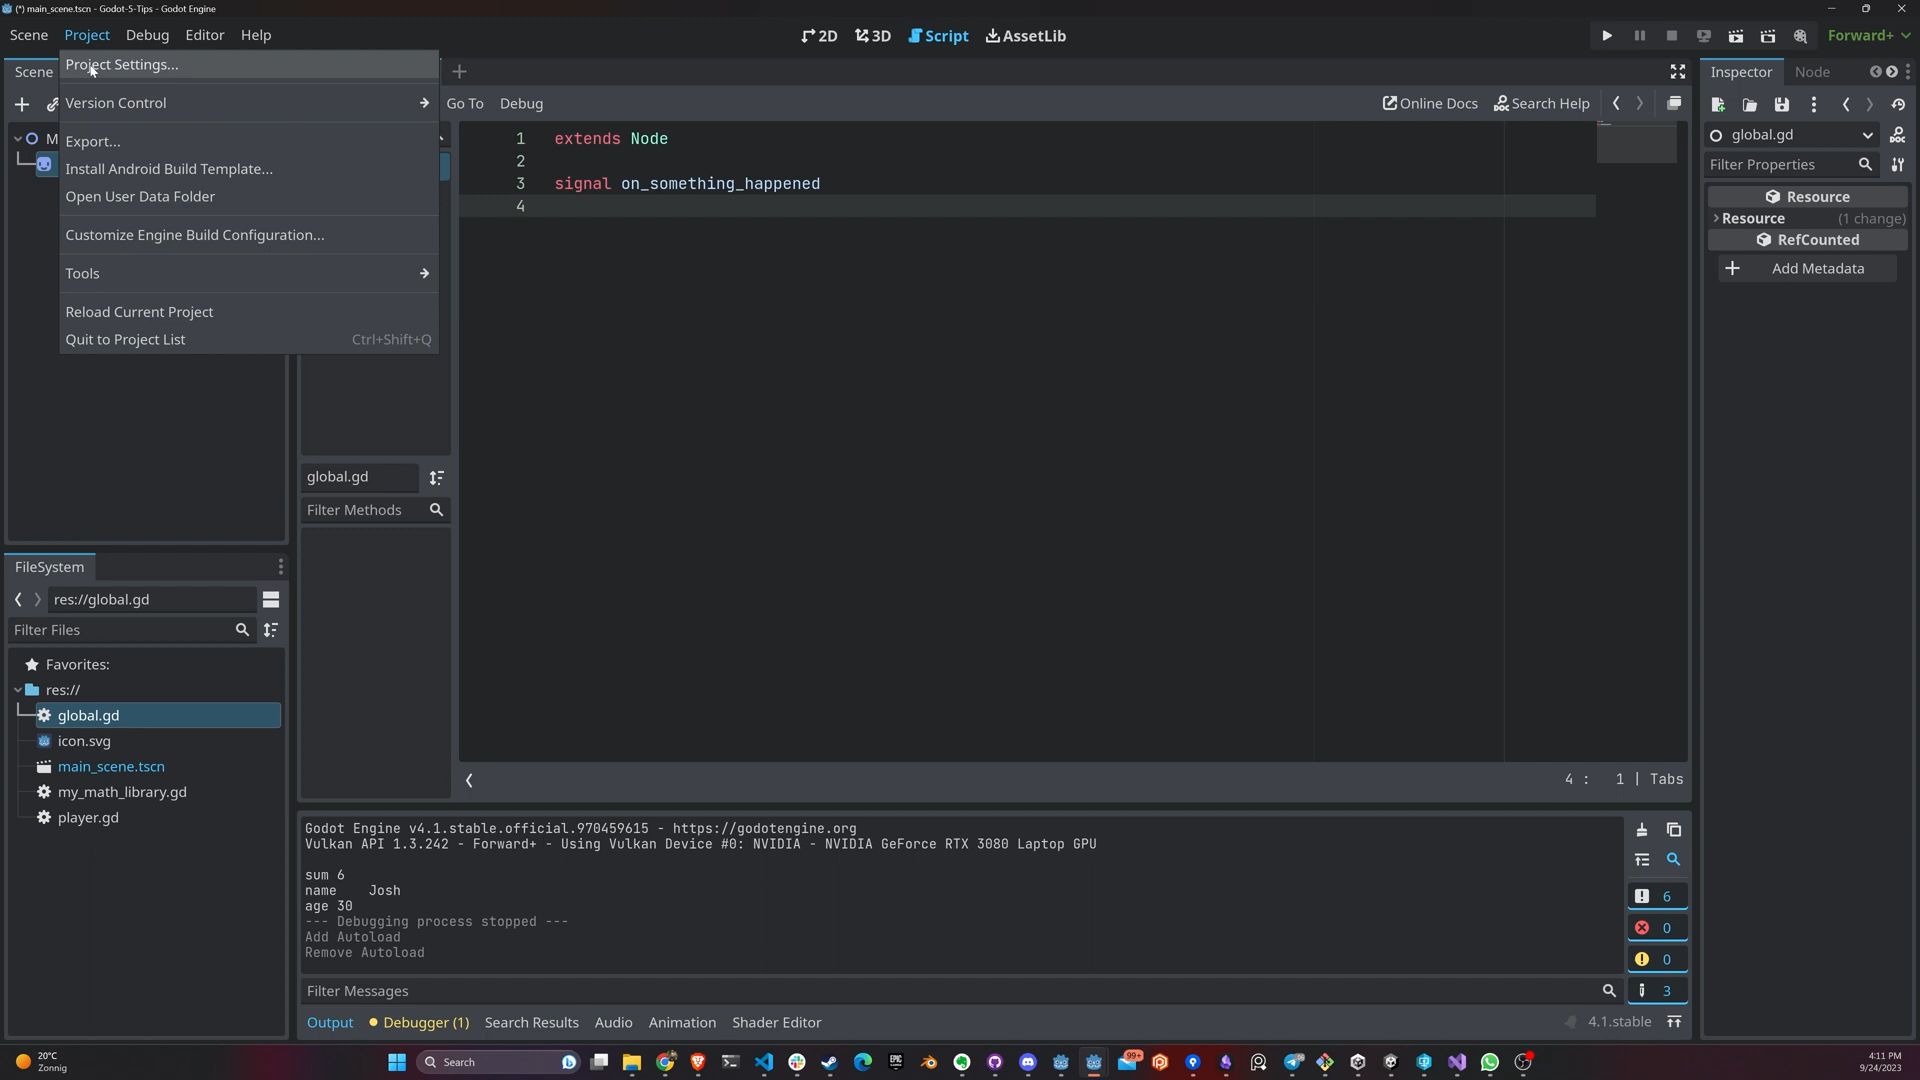 (*) main_scene.tscn - Godot-5-Tips - Godot Engine
Scene Project Debug Editor Help
2D 3D Script AssetLib
Forward+
Scene
Project Settings...
Version Control
Export...
Install Android Build Template...
Open User Data Folder
Customize Engine Build Configuration...
Tools
Reload Current Project
Quit to Project List Ctrl+Shift+Q
M
Go To Debug
Online Docs Search Help
1 extends Node
2
3 signal on_something_happened
4
global.gd
Filter Methods
4 : 1 | Tabs
Inspector Node
global.gd
Filter Properties
Resource
Resource (1 change)
RefCounted
Add Metadata
FileSystem
res://global.gd
Filter Files
Favorites:
res://
global.gd
icon.svg
main_scene.tscn
my_math_library.gd
player.gd
Godot Engine v4.1.stable.official.970459615 - https://godotengine.org
Vulkan API 1.3.242 - Forward+ - Using Vulkan Device #0: NVIDIA - NVIDIA GeForce RTX 3080 Laptop GPU
sum 6
name Josh
age 30
--- Debugging process stopped ---
Add Autoload
Remove Autoload
6
0
0
3
Filter Messages
Output Debugger (1) Search Results Audio Animation Shader Editor
4.1.stable
20°C
Zonnig
Search
99+
4:11 PM
9/24/2023